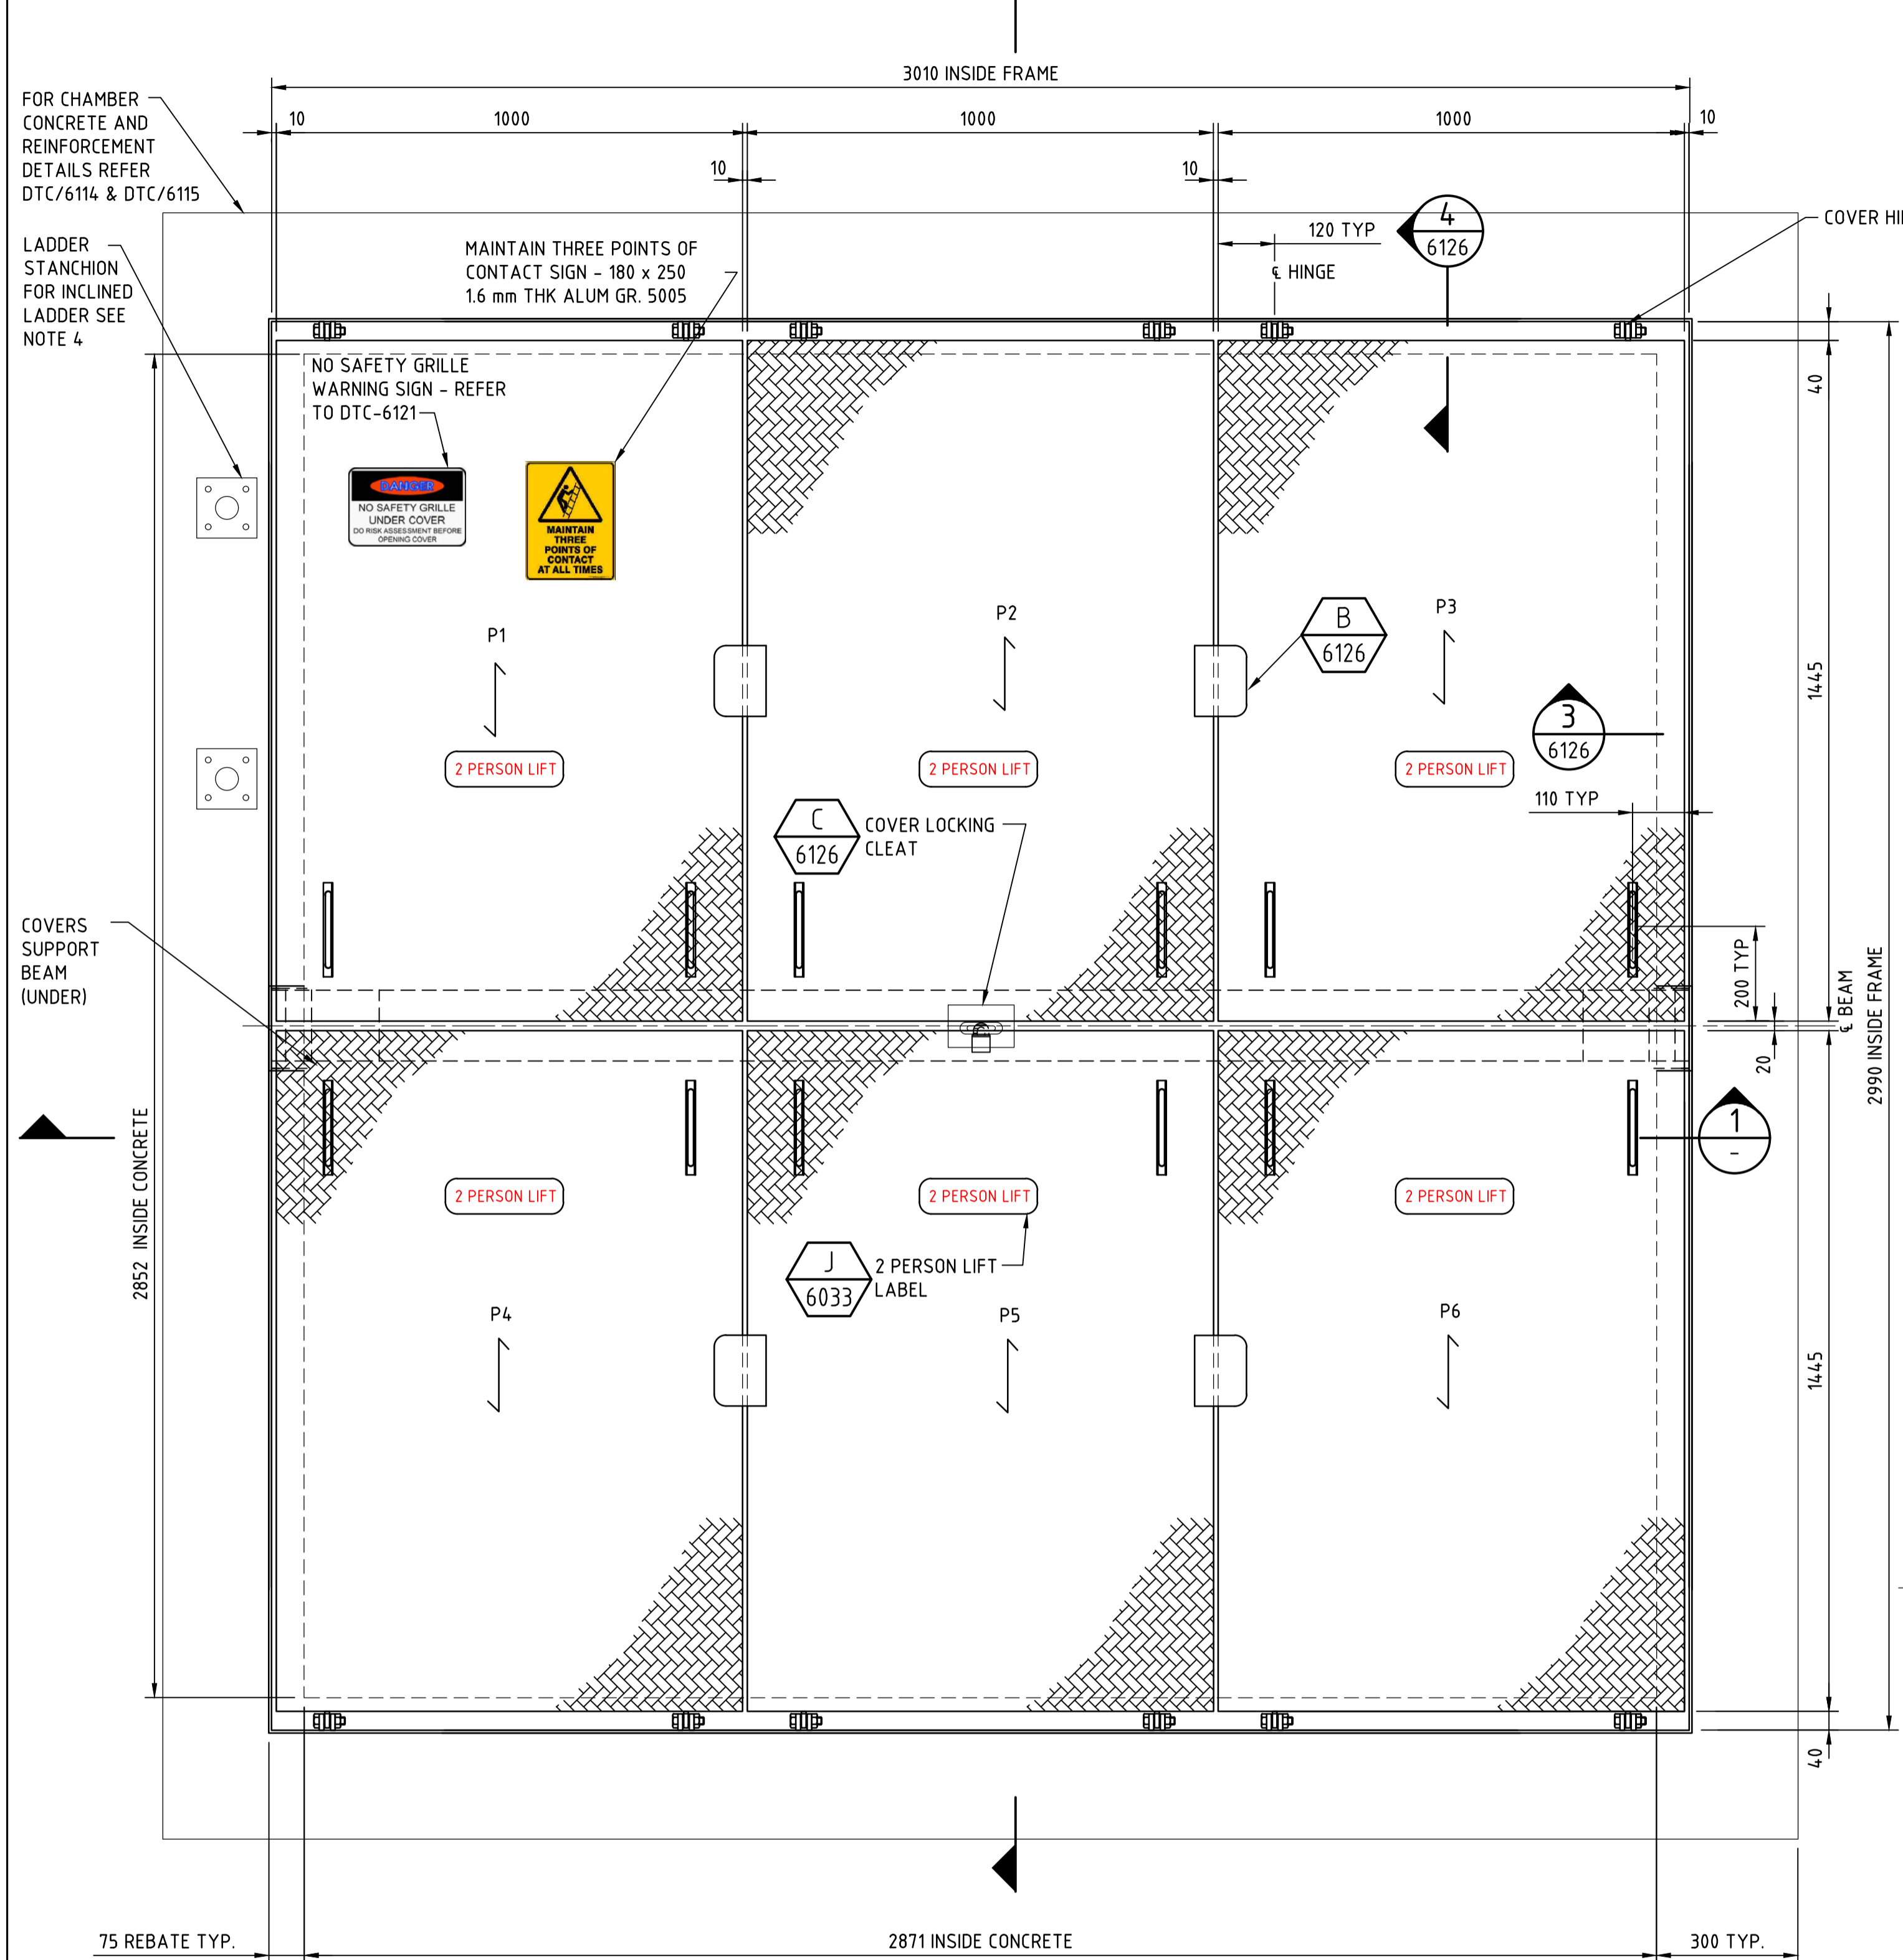 3010 INSIDE FRAME
FOR CHAMBER
CONCRETE AND
REINFORCEMENT
DETAILS REFER
DTC/6114 & DTC/6115
10
1000
1000
1000
10
10
10
LADDER
STANCHION
FOR INCLINED
LADDER SEE
NOTE 4
MAINTAIN THREE POINTS OF
CONTACT SIGN - 180 x 250
1.6 mm THK ALUM GR. 5005
120 TYP
℄ HINGE
4
6126
COVER HI
NO SAFETY GRILLE
WARNING SIGN - REFER
TO DTC-6121
40
DANGER
NO SAFETY GRILLE
UNDER COVER
DO RISK ASSESSMENT BEFORE
OPENING COVER
MAINTAIN
THREE
POINTS OF
CONTACT
AT ALL TIMES
P1
P2
P3
B
6126
1445
3
6126
2 PERSON LIFT
2 PERSON LIFT
2 PERSON LIFT
110 TYP
C
6126
COVER LOCKING
CLEAT
COVERS
SUPPORT
BEAM
(UNDER)
200 TYP
℄ BEAM
2990 INSIDE FRAME
20
2852 INSIDE CONCRETE
1
-
2 PERSON LIFT
2 PERSON LIFT
2 PERSON LIFT
J
6033
2 PERSON LIFT
LABEL
P4
P5
P6
1445
40
75 REBATE TYP.
2871 INSIDE CONCRETE
300 TYP.